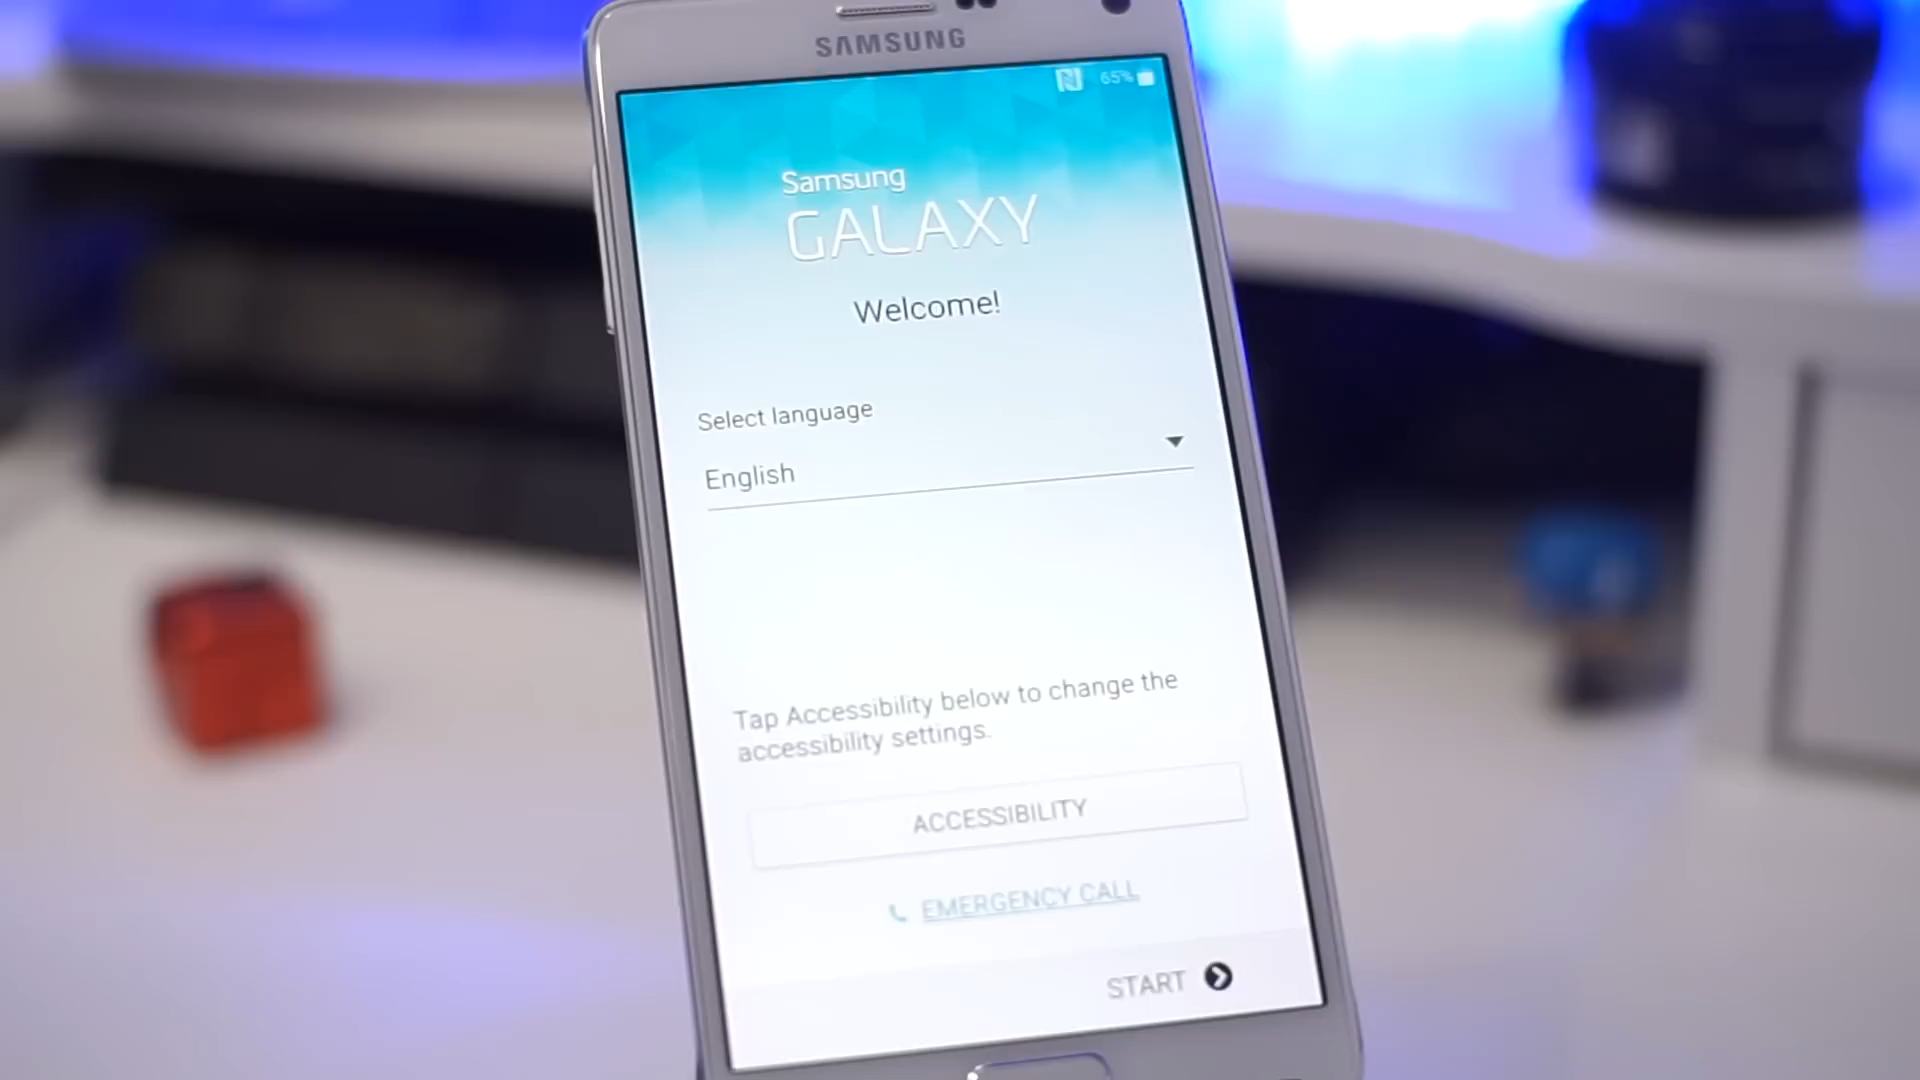 SAMSUNG
65%
Samsung
GALAXY
Welcome!
Select language
English
Tap Accessibility below to change the
accessibility settings.
ACCESSIBILITY
EMERGENCY CALL
START